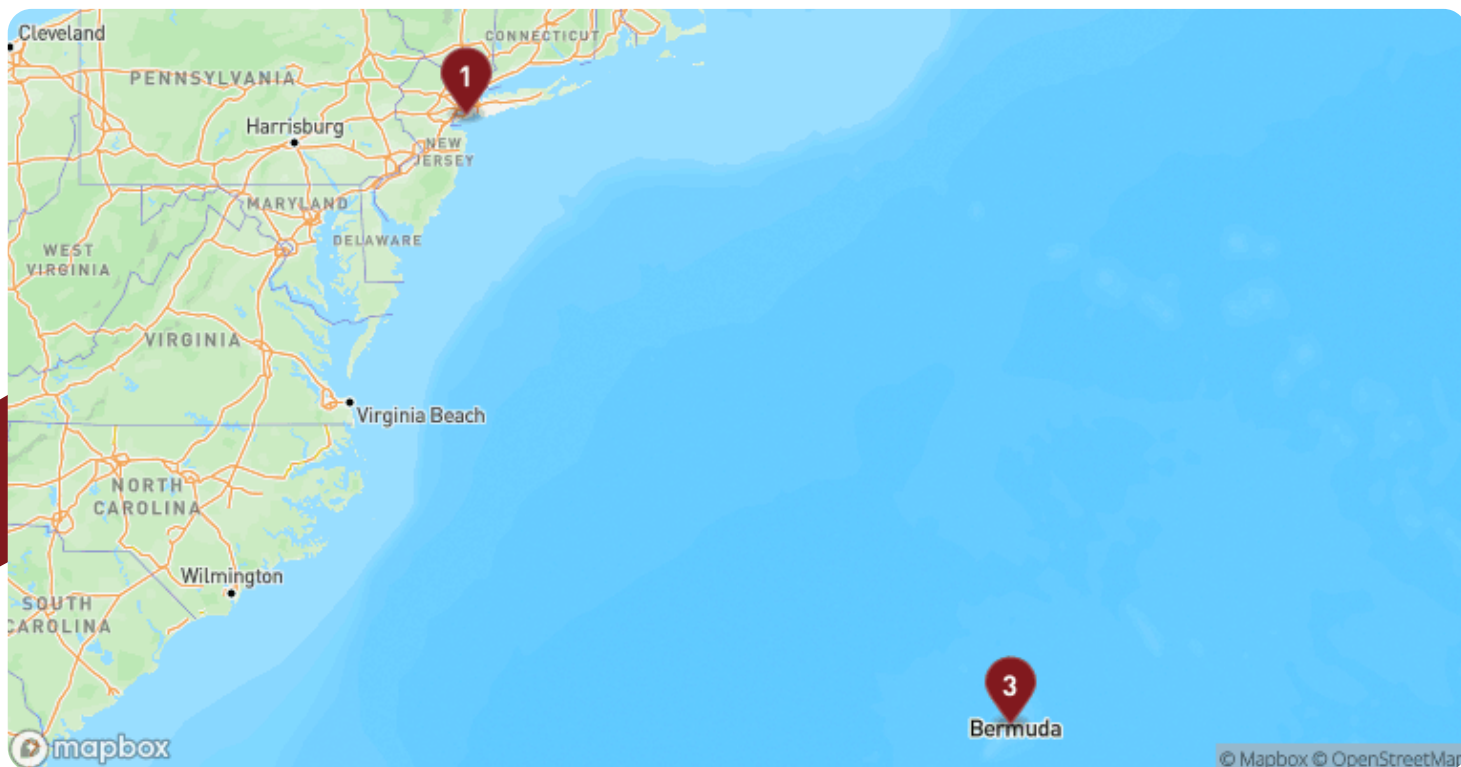 Cleveland
CONNECTICUT
1
PENNSYLVANIA
Harrisburg
NEW
JERSEY
MARYLAND
DELAWARE
WEST
VIRGINIA
VIRGINIA
Virginia Beach
NORTH
CAROLINA
Wilmington
SOUTH
CAROLINA
3
Bermuda
mapbox
© Mapbox © OpenStreetMap